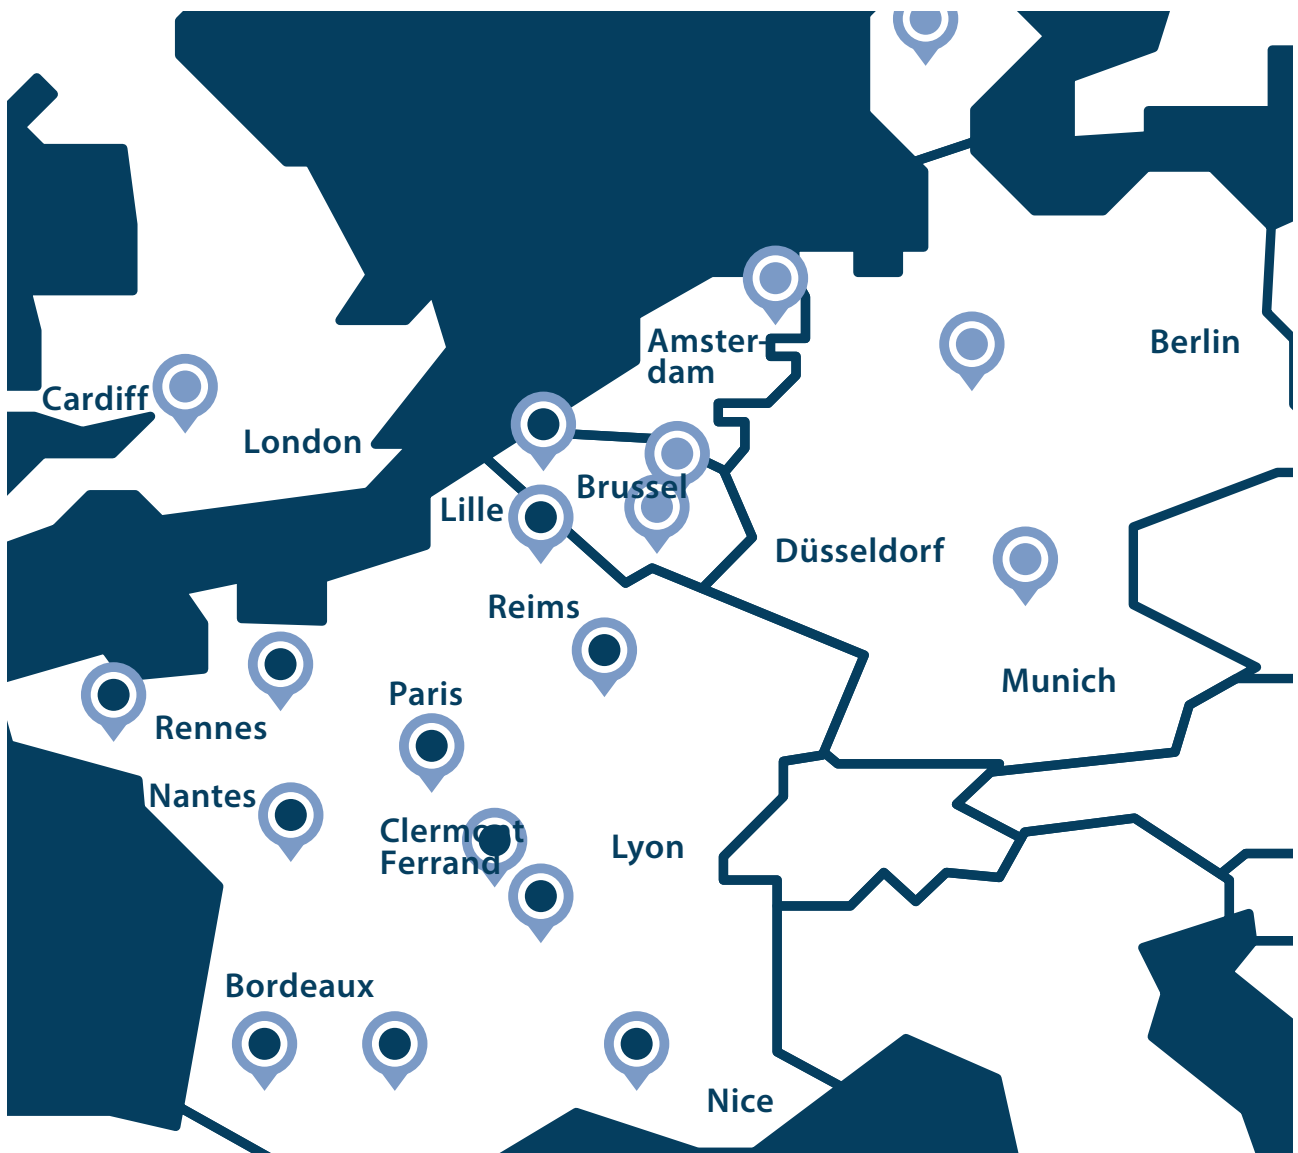 Amster-
dam
Berlin
Cardiff
London
Brussel
Lille
Düsseldorf
Reims
Munich
Paris
Rennes
Nantes
Clermont
Ferrand
Lyon
Bordeaux
Nice